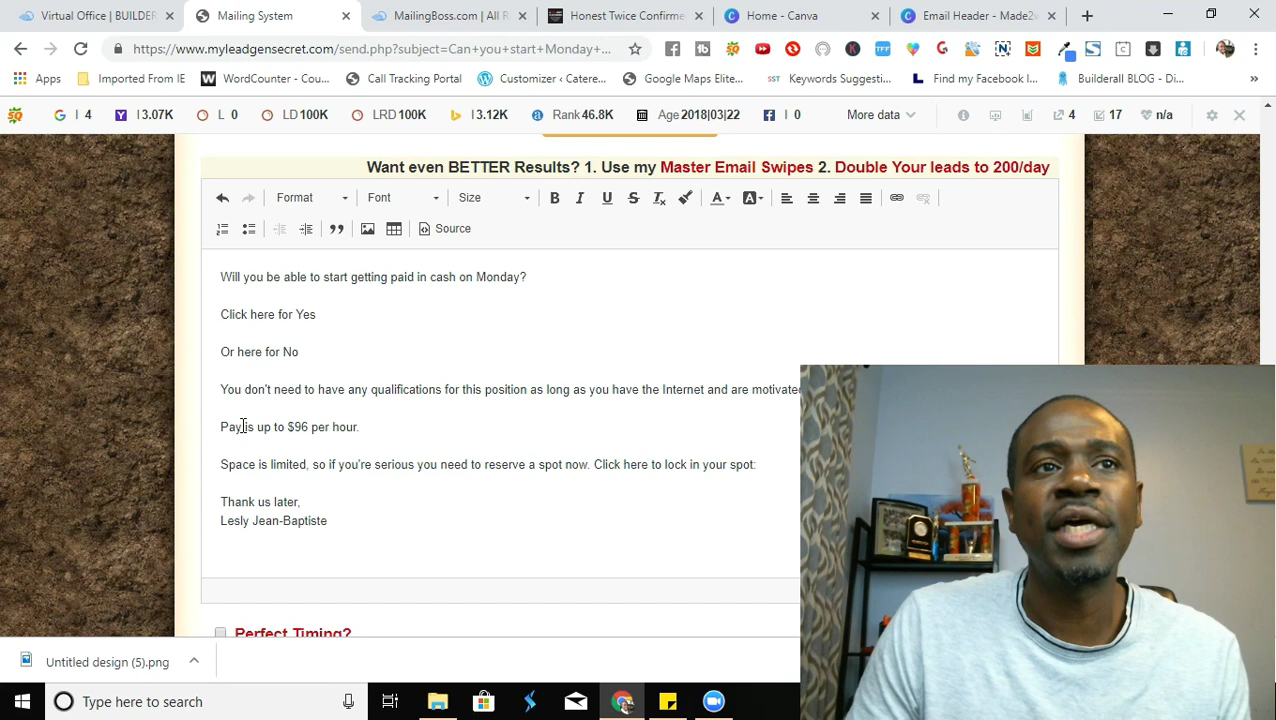 Virtual Office | BUILDER
Mailing System
MailingBoss.com | All R
Honest Twice Confirme
Home - Canva
Email Header - Made2w
https://www.myleadgensecret.com/send.php?subject=Can+you+start+Monday+...
Apps
Imported From IE
WordCounter - Cou...
Call Tracking Portal
Customizer ‹ Catere...
Google Maps Elite...
Keywords Suggesti...
Find my Facebook I...
Builderall BLOG - Di...
I 4
I 3.07K
L 0
LD 100K
LRD 100K
I 3.12K
Rank 46.8K
Age 2018|03|22
I 0
More data
4
17
n/a
Want even BETTER Results? 1. Use my Master Email Swipes 2. Double Your leads to 200/day
Format
Font
Size
Source
Will you be able to start getting paid in cash on Monday?
Click here for Yes
Or here for No
You don't need to have any qualifications for this position as long as you have the Internet and are motivated
Pay is up to $96 per hour.
Space is limited, so if you're serious you need to reserve a spot now. Click here to lock in your spot:
Thank us later,
Lesly Jean-Baptiste
Perfect Timing?
Untitled design (5).png
Type here to search